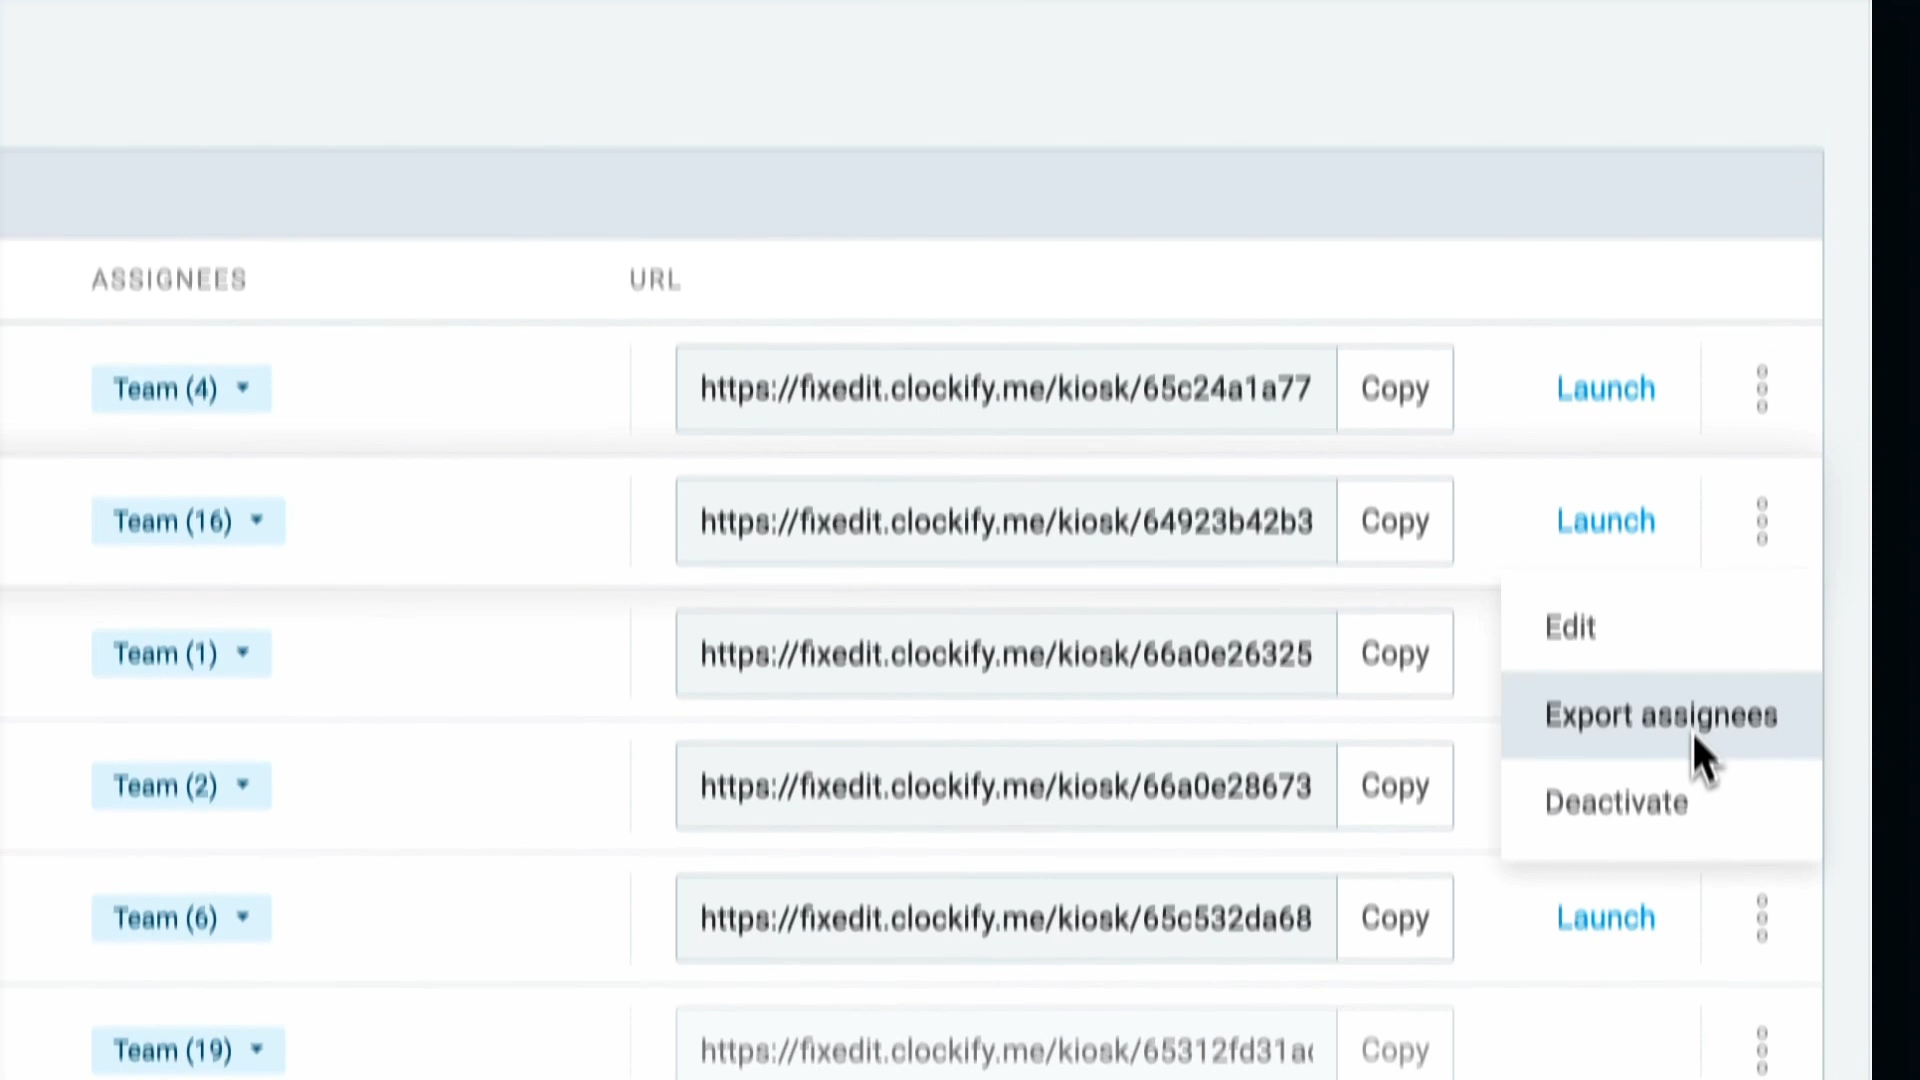 ASSIGNEES URL
Team (4) https://fixedit.clockify.me/kiosk/65c24a1a77 Copy Launch
Team (16) https://fixedit.clockify.me/kiosk/64923b42b3 Copy Launch
Edit
Team (1) https://fixedit.clockify.me/kiosk/66a0e26325 Copy
Export assignees
Team (2) https://fixedit.clockify.me/kiosk/66a0e28673 Copy
Deactivate
Team (6) https://fixedit.clockify.me/kiosk/65c532da68 Copy Launch
Team (19) https://fixedit.clockify.me/kiosk/65312fd31a Copy